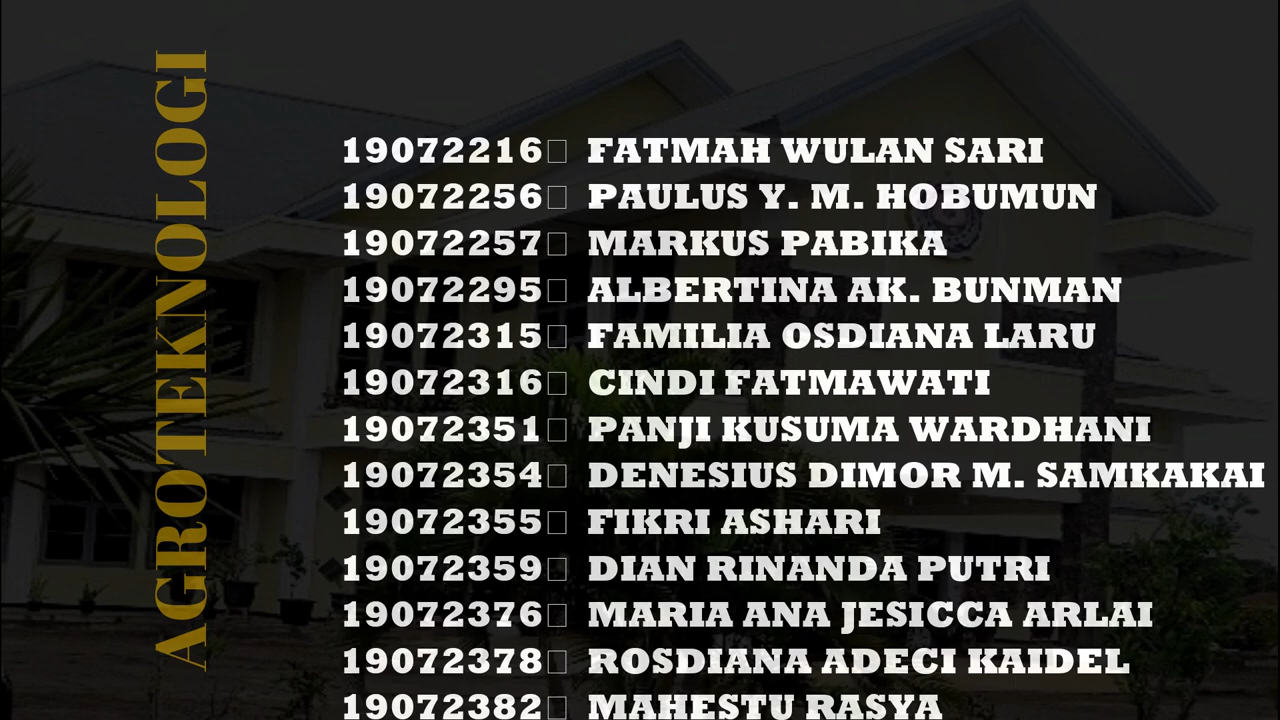 AGROTEKNOLOGI
19072216 FATMAH WULAN SARI
19072256 PAULUS Y. M. HOBUMUN
19072257 MARKUS PABIKA
19072295 ALBERTINA AK. BUNMAN
19072315 FAMILIA OSDIANA LARU
19072316 CINDI FATMAWATI
19072351 PANJI KUSUMA WARDHANI
19072354 DENESIUS DIMOR M. SAMKAKAI
19072355 FIKRI ASHARI
19072359 DIAN RINANDA PUTRI
19072376 MARIA ANA JESICCA ARLAI
19072378 ROSDIANA ADECI KAIDEL
19072382 MAHESTU RASYA